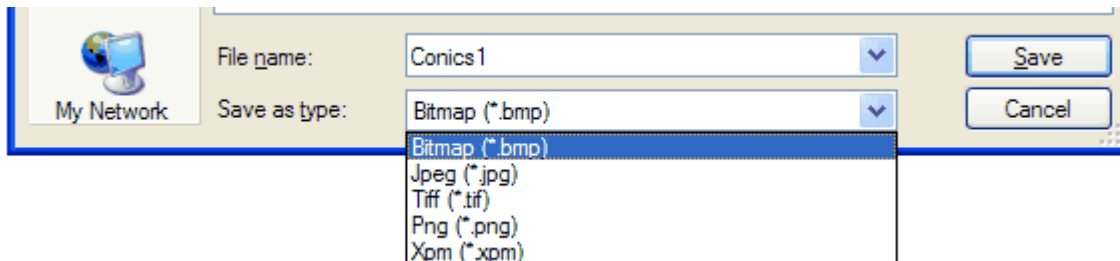 File name:
Conics1
Save
My Network
Save as type:
Bitmap (*.bmp)
Cancel
Bitmap (*.bmp)
Jpeg (*.jpg)
Tiff (*.tif)
Png (*.png)
Xpm (*.xpm)